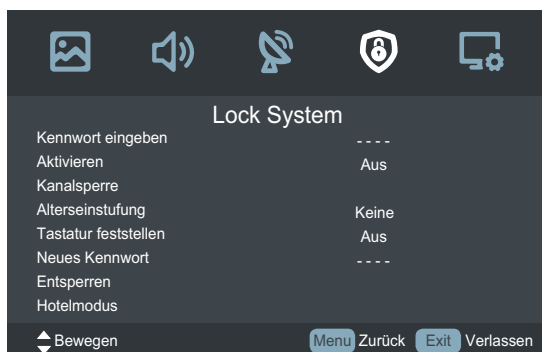 Lock System
Kennwort eingeben - - - -
Aktivieren Aus
Kanalsperre
Alterseinstufung Keine
Tastatur feststellen Aus
Neues Kennwort - - - -
Entsperren
Hotelmodus
Bewegen Menu Zurück Exit Verlassen